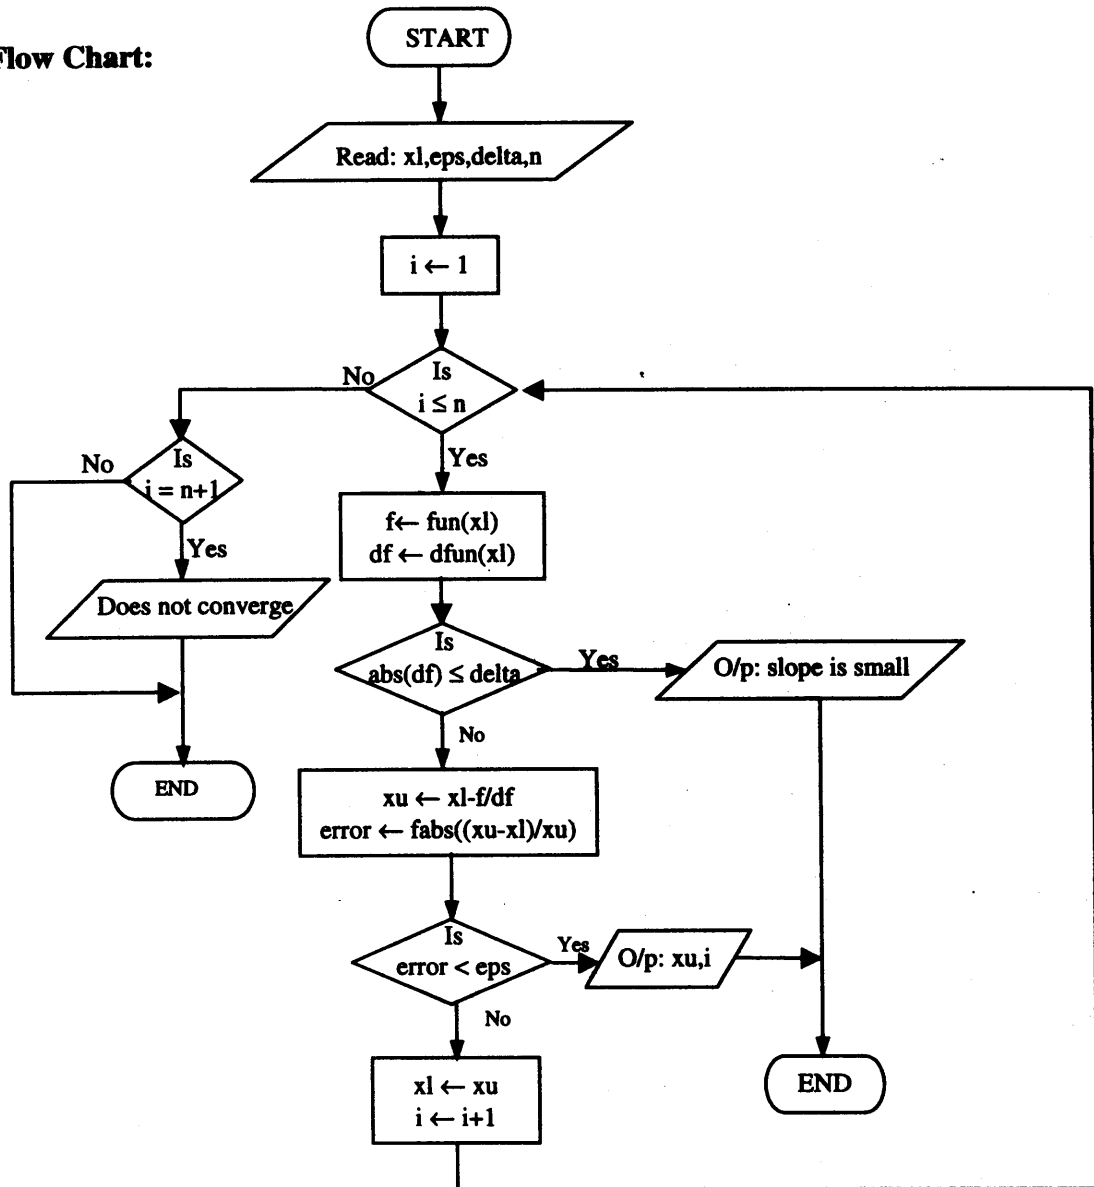 Flow Chart:
START
Read: xl,eps,delta,n
i ← 1
Is
i ≤ n
No
Yes
Is
i = n+1
No
Yes
Does not converge
END
f← fun(xl)
df ← dfun(xl)
Is
abs(df) ≤ delta
Yes
O/p: slope is small
No
xu ← xl-f/df
error ← fabs((xu-xl)/xu)
Is
error < eps
Yes
O/p: xu,i
No
END
xl ← xu
i ← i+1